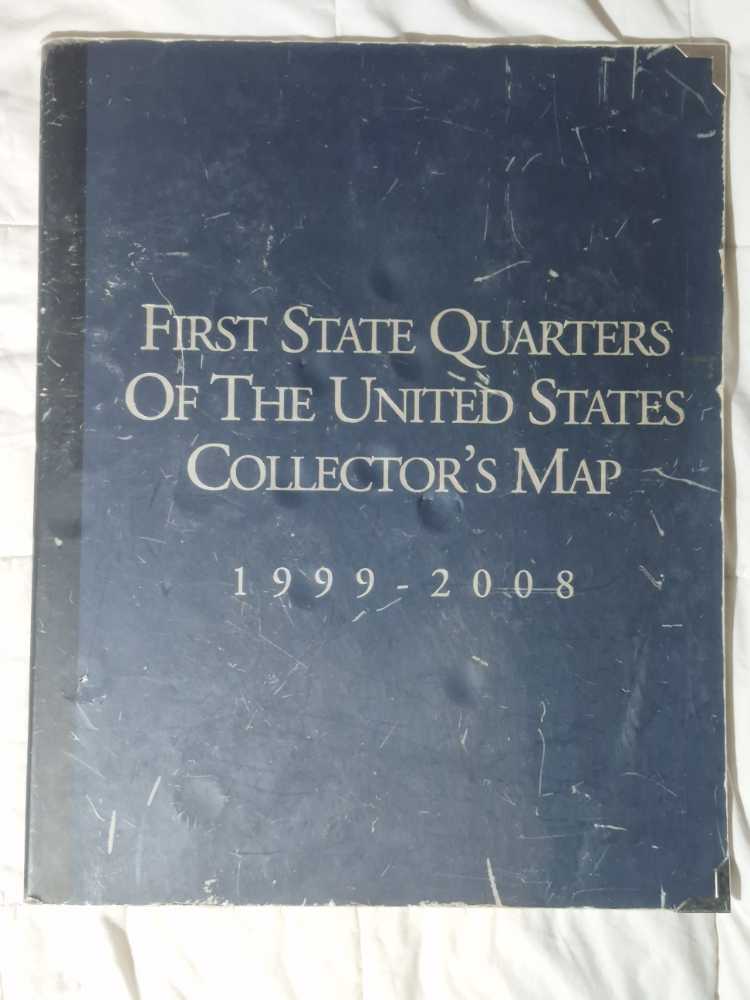 First State Quarters
Of The United States
Collector's Map
1999-2008